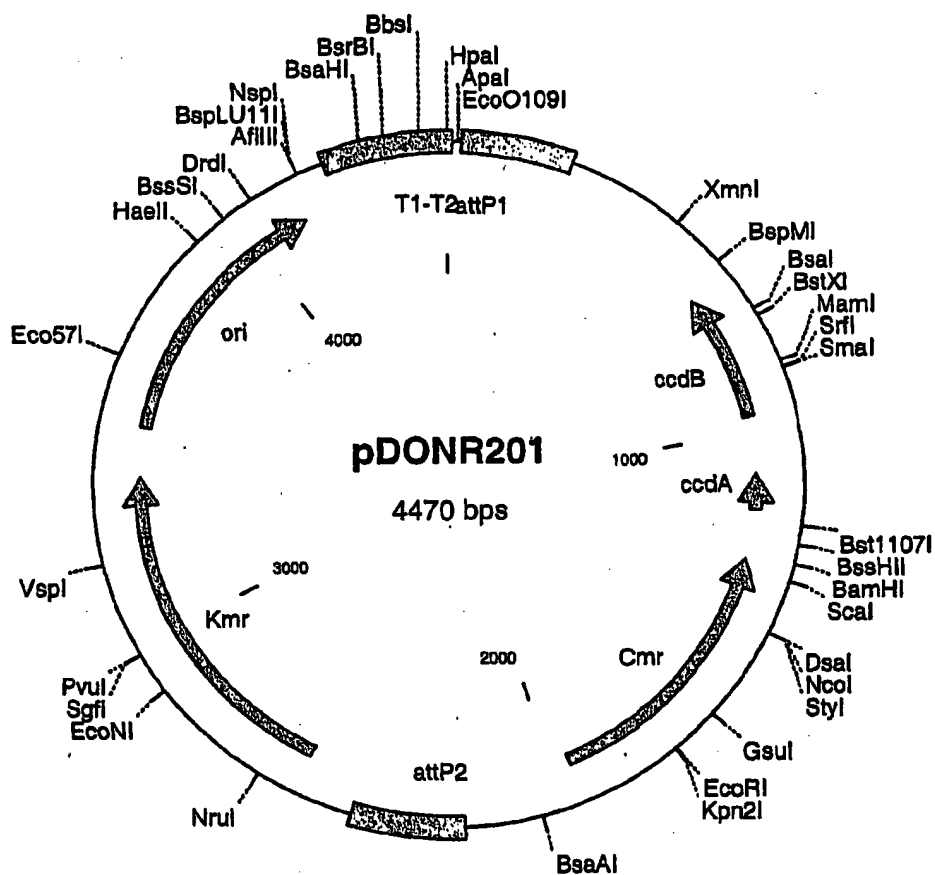 BbsI
BsrBI
BsaHI
HpaI
ApaI
EcoO109I
NspI
BspLU11I
AflIII
DrdI
BssSI
HaeII
Eco57I
XmnI
BspMI
BsaI
BstXI
MamI
SrfI
SmaI
T1-T2attP1
ori
4000
ccdB
pDONR201
4470 bps
1000
ccdA
Bst1107I
BssHII
BamHI
ScaI
VspI
3000
Kmr
2000
Cmr
DsaI
NcoI
StyI
PvuI
SgfI
EcoNI
GsuI
EcoRI
Kpn2I
attP2
NruI
BsaAI